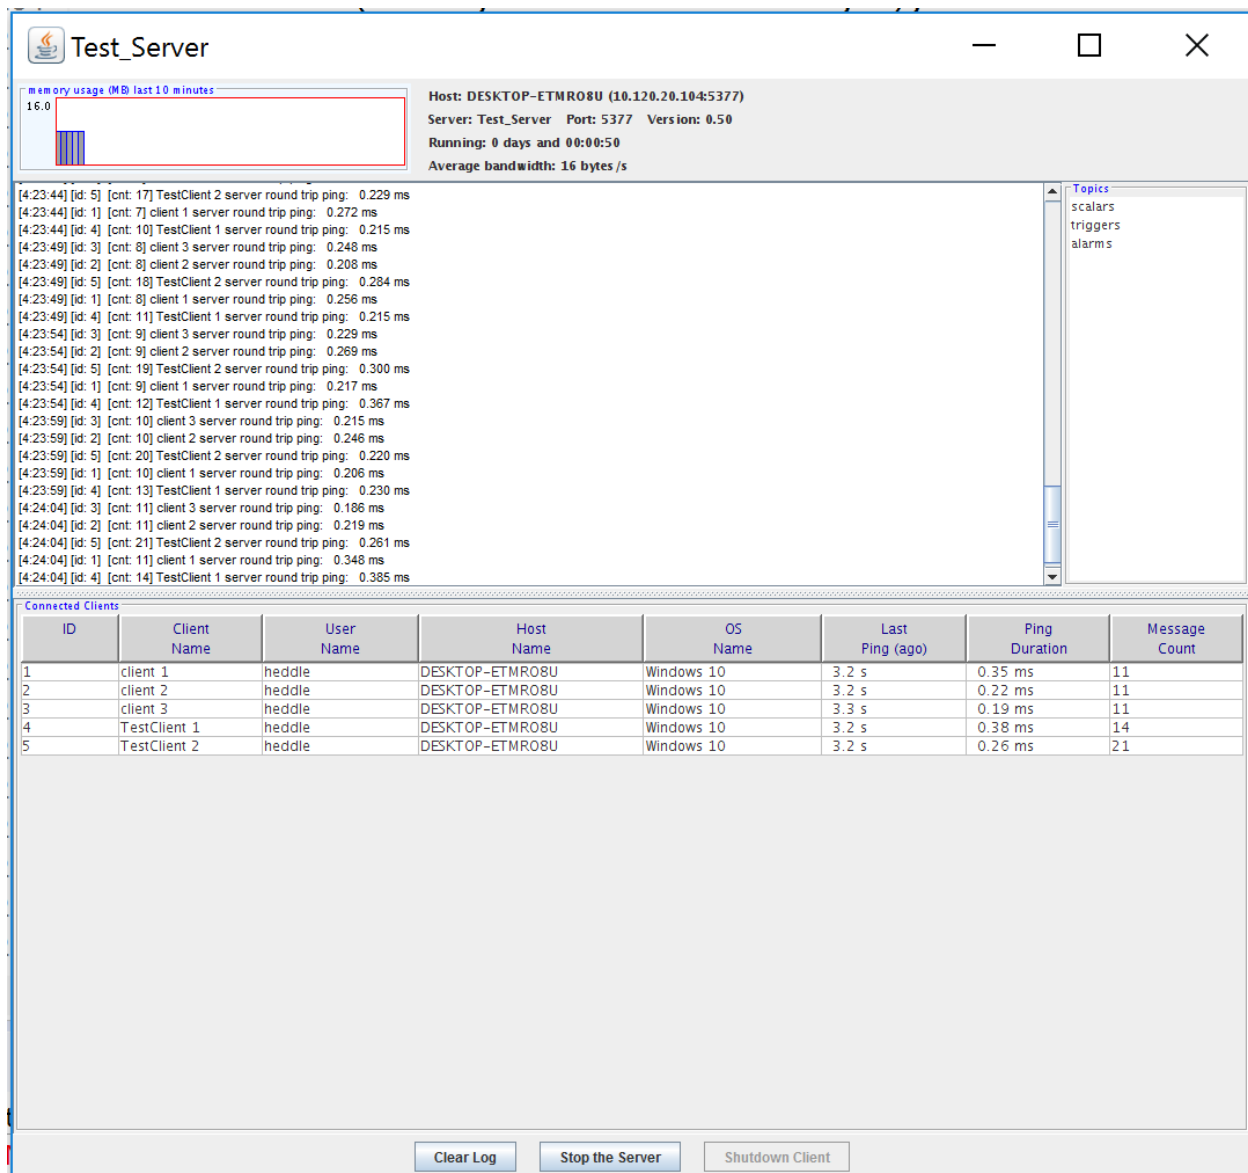 Test_Server
memory usage (MB) last 10 minutes
16.0
Host: DESKTOP-ETMRO8U (10.120.20.104:5377)
Server: Test_Server Port: 5377 Version: 0.50
Running: 0 days and 00:00:50
Average bandwidth: 16 bytes/s
[4:23:44] [id: 5] [cnt: 17] TestClient 2 server round trip ping: 0.229 ms
[4:23:44] [id: 1] [cnt: 7] client 1 server round trip ping: 0.272 ms
[4:23:44] [id: 4] [cnt: 10] TestClient 1 server round trip ping: 0.215 ms
[4:23:49] [id: 3] [cnt: 8] client 3 server round trip ping: 0.248 ms
[4:23:49] [id: 2] [cnt: 8] client 2 server round trip ping: 0.208 ms
[4:23:49] [id: 5] [cnt: 18] TestClient 2 server round trip ping: 0.284 ms
[4:23:49] [id: 1] [cnt: 8] client 1 server round trip ping: 0.256 ms
[4:23:49] [id: 4] [cnt: 11] TestClient 1 server round trip ping: 0.215 ms
[4:23:54] [id: 3] [cnt: 9] client 3 server round trip ping: 0.229 ms
[4:23:54] [id: 2] [cnt: 9] client 2 server round trip ping: 0.269 ms
[4:23:54] [id: 5] [cnt: 19] TestClient 2 server round trip ping: 0.300 ms
[4:23:54] [id: 1] [cnt: 9] client 1 server round trip ping: 0.217 ms
[4:23:54] [id: 4] [cnt: 12] TestClient 1 server round trip ping: 0.367 ms
[4:23:59] [id: 3] [cnt: 10] client 3 server round trip ping: 0.215 ms
[4:23:59] [id: 2] [cnt: 10] client 2 server round trip ping: 0.246 ms
[4:23:59] [id: 5] [cnt: 20] TestClient 2 server round trip ping: 0.220 ms
[4:23:59] [id: 1] [cnt: 10] client 1 server round trip ping: 0.206 ms
[4:23:59] [id: 4] [cnt: 13] TestClient 1 server round trip ping: 0.230 ms
[4:24:04] [id: 3] [cnt: 11] client 3 server round trip ping: 0.186 ms
[4:24:04] [id: 2] [cnt: 11] client 2 server round trip ping: 0.219 ms
[4:24:04] [id: 5] [cnt: 21] TestClient 2 server round trip ping: 0.261 ms
[4:24:04] [id: 1] [cnt: 11] client 1 server round trip ping: 0.348 ms
[4:24:04] [id: 4] [cnt: 14] TestClient 1 server round trip ping: 0.385 ms
Topics
scalars
triggers
alarms
Connected Clients
ID Client Name User Name Host Name OS Name Last Ping (ago) Ping Duration Message Count
1 client 1 heddle DESKTOP-ETMRO8U Windows 10 3.2 s 0.35 ms 11
2 client 2 heddle DESKTOP-ETMRO8U Windows 10 3.2 s 0.22 ms 11
3 client 3 heddle DESKTOP-ETMRO8U Windows 10 3.3 s 0.19 ms 11
4 TestClient 1 heddle DESKTOP-ETMRO8U Windows 10 3.2 s 0.38 ms 14
5 TestClient 2 heddle DESKTOP-ETMRO8U Windows 10 3.2 s 0.26 ms 21
Clear Log Stop the Server Shutdown Client